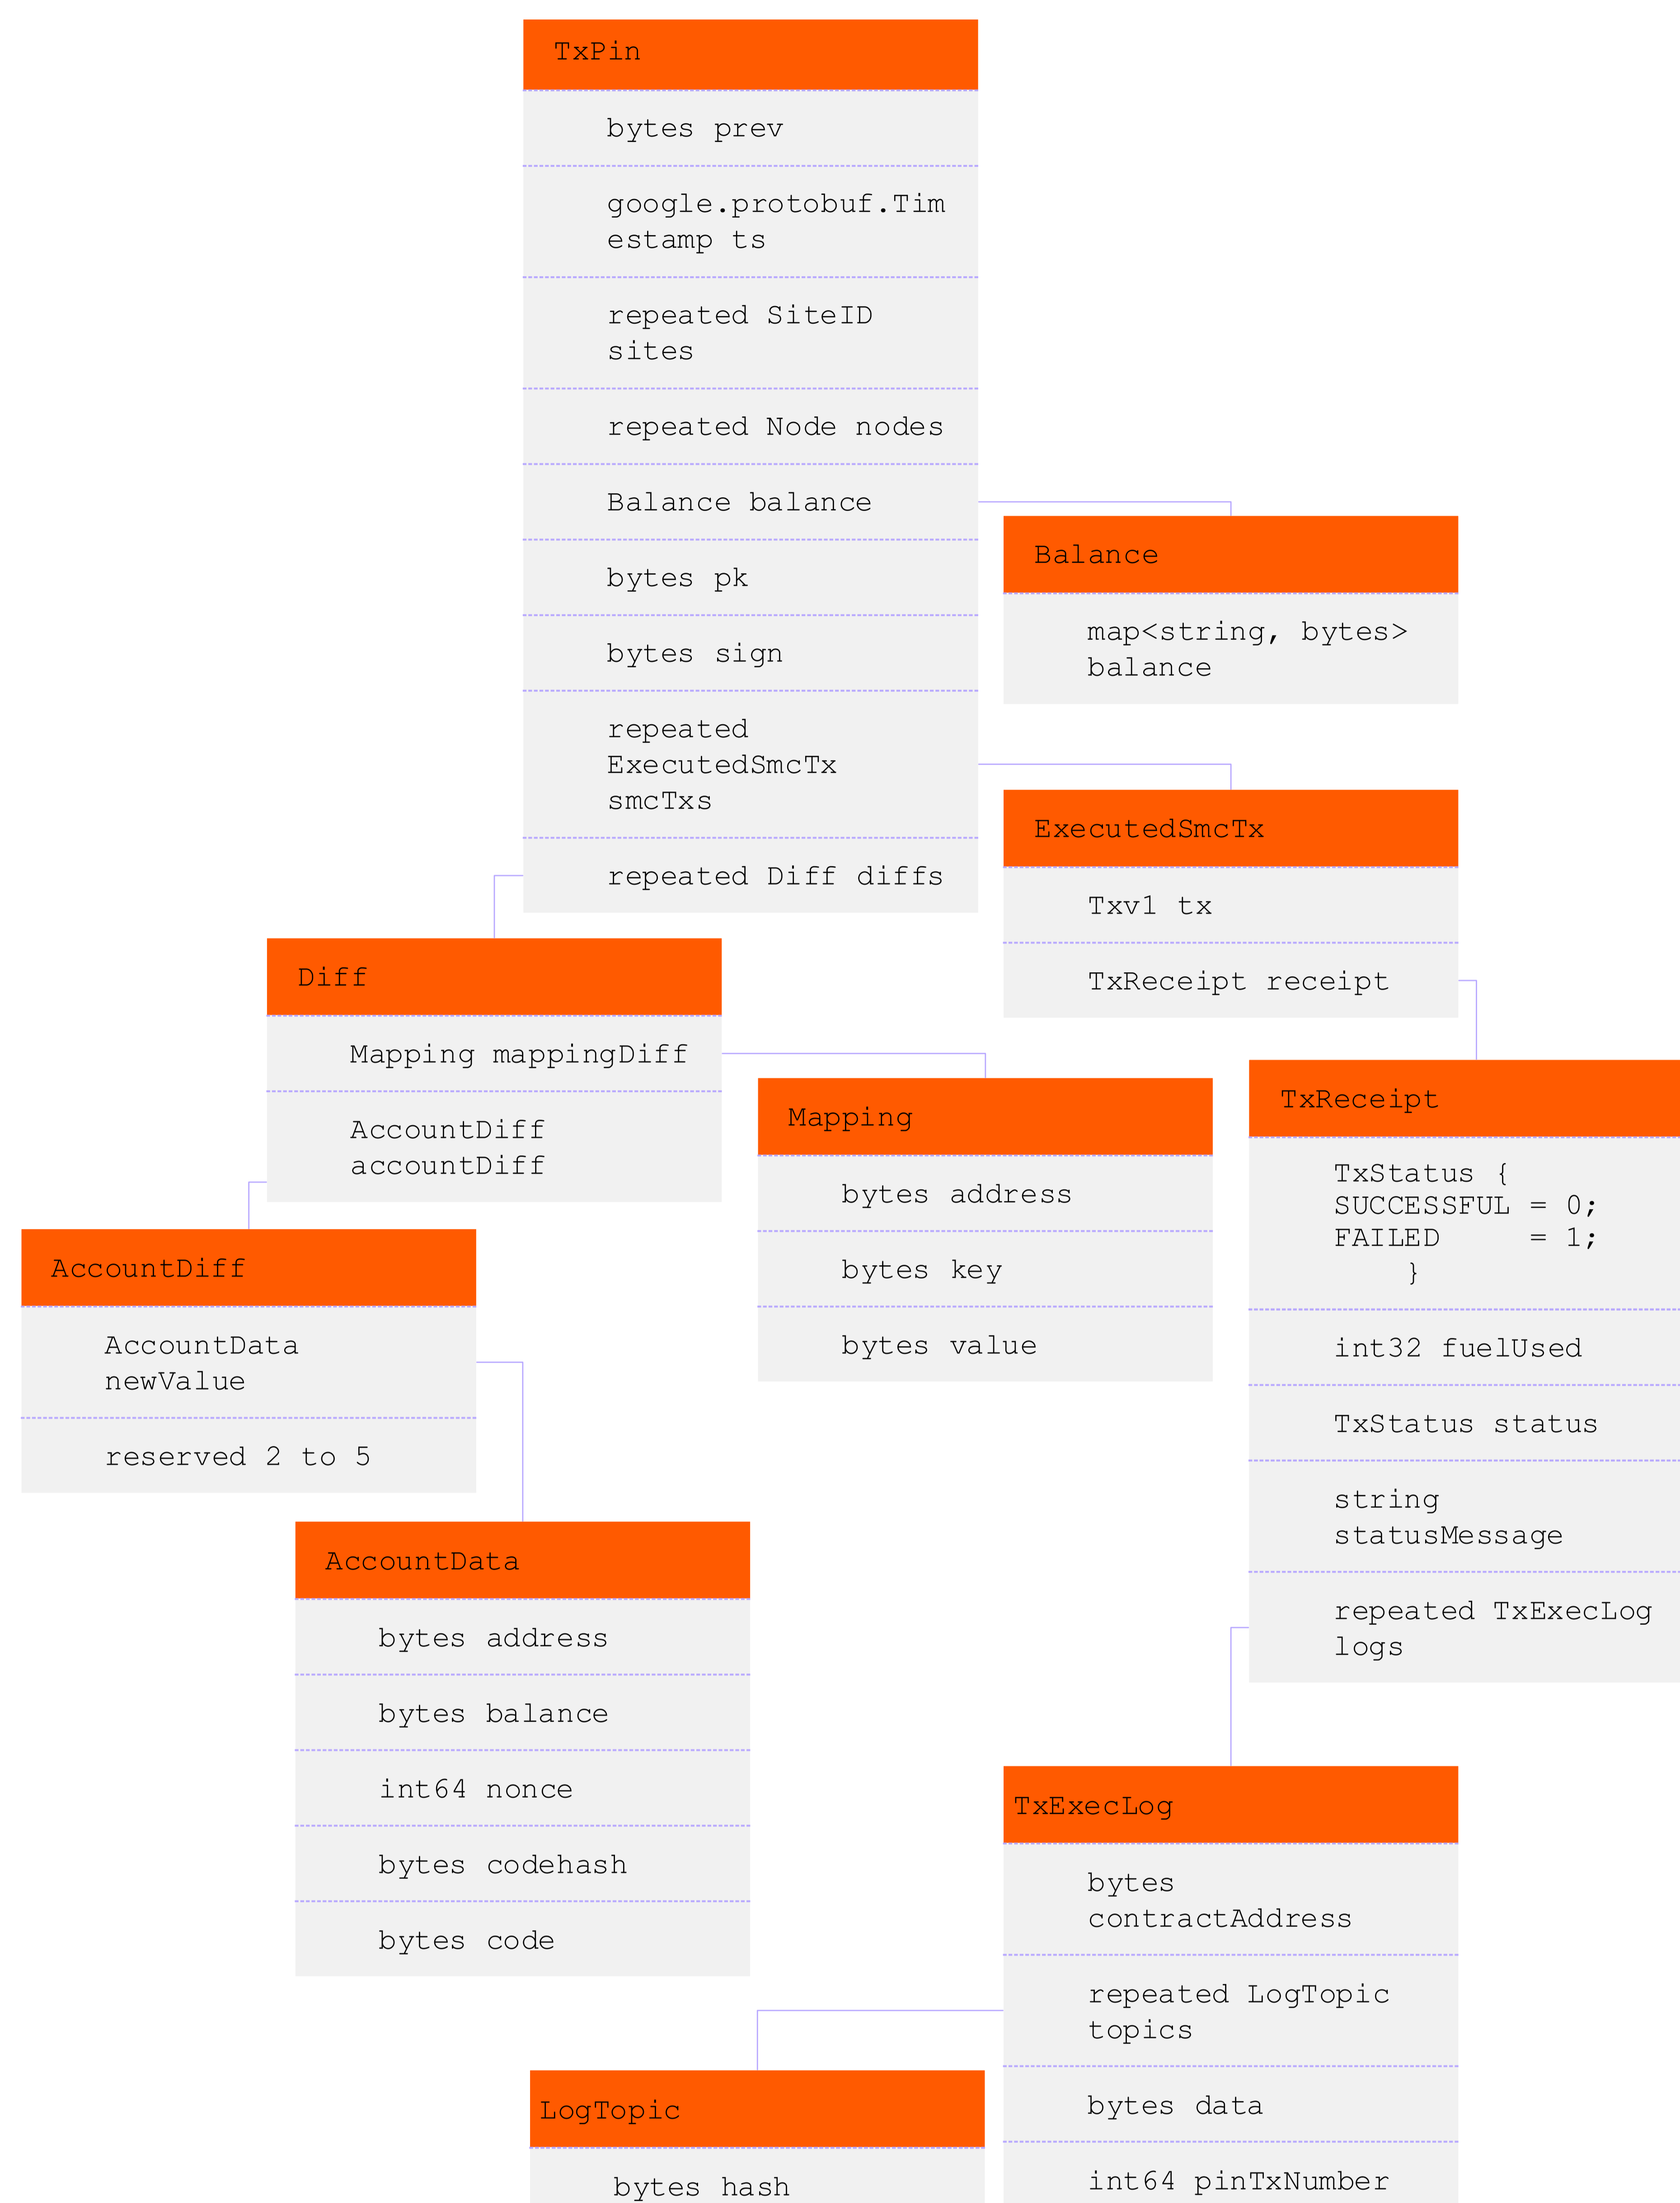 TxPin
bytes prev
google.protobuf.Tim
estamp ts
repeated SiteID
sites
repeated Node nodes
Balance balance
bytes pk
bytes sign
repeated
ExecutedSmcTx
smcTxs
repeated Diff diffs
Balance
map<string, bytes>
balance
ExecutedSmcTx
Txv1 tx
TxReceipt receipt
Diff
Mapping mappingDiff
AccountDiff
accountDiff
Mapping
bytes address
bytes key
bytes value
TxReceipt
TxStatus {
SUCCESSFUL = 0;
FAILED     = 1;
}
int32 fuelUsed
TxStatus status
string
statusMessage
repeated TxExecLog
logs
AccountDiff
AccountData
newValue
reserved 2 to 5
AccountData
bytes address
bytes balance
int64 nonce
bytes codehash
bytes code
TxExecLog
bytes
contractAddress
repeated LogTopic
topics
bytes data
int64 pinTxNumber
LogTopic
bytes hash